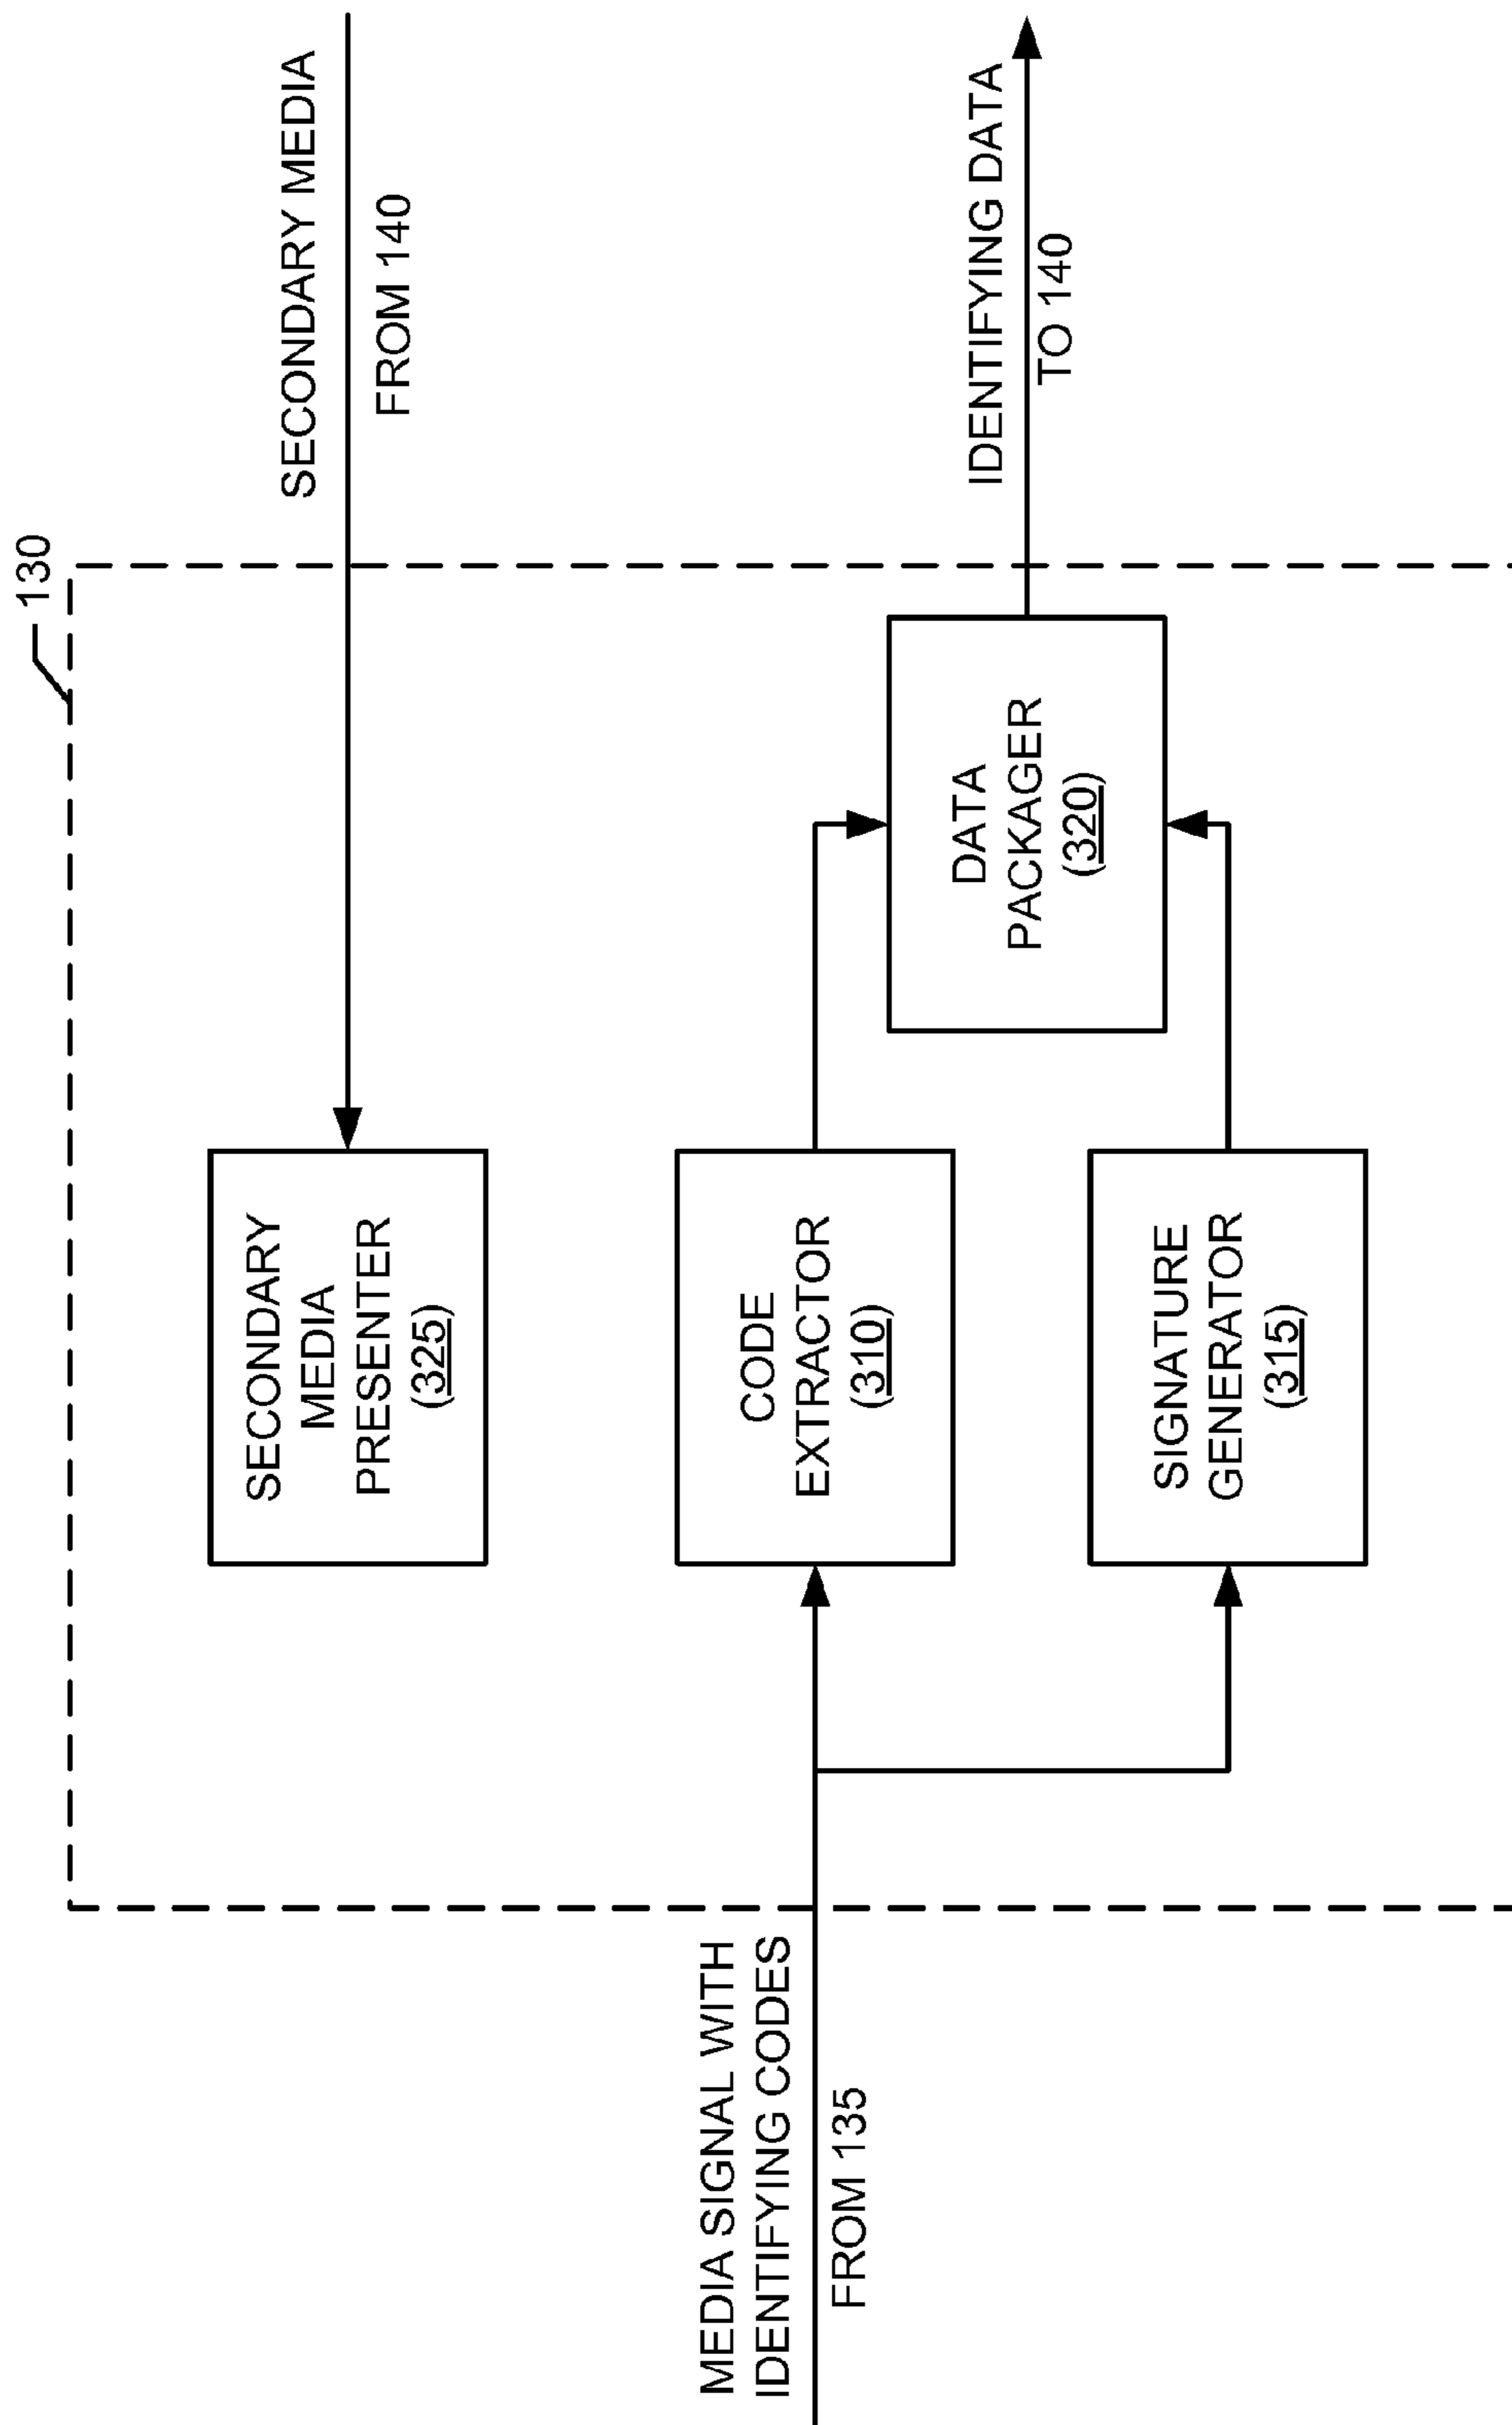 130
SECONDARY MEDIA
FROM 140
SECONDARY
MEDIA
PRESENTER
(325)
MEDIA SIGNAL WITH
IDENTIFYING CODES
FROM 135
CODE
EXTRACTOR
(310)
SIGNATURE
GENERATOR
(315)
DATA
PACKAGER
(320)
IDENTIFYING DATA
TO 140